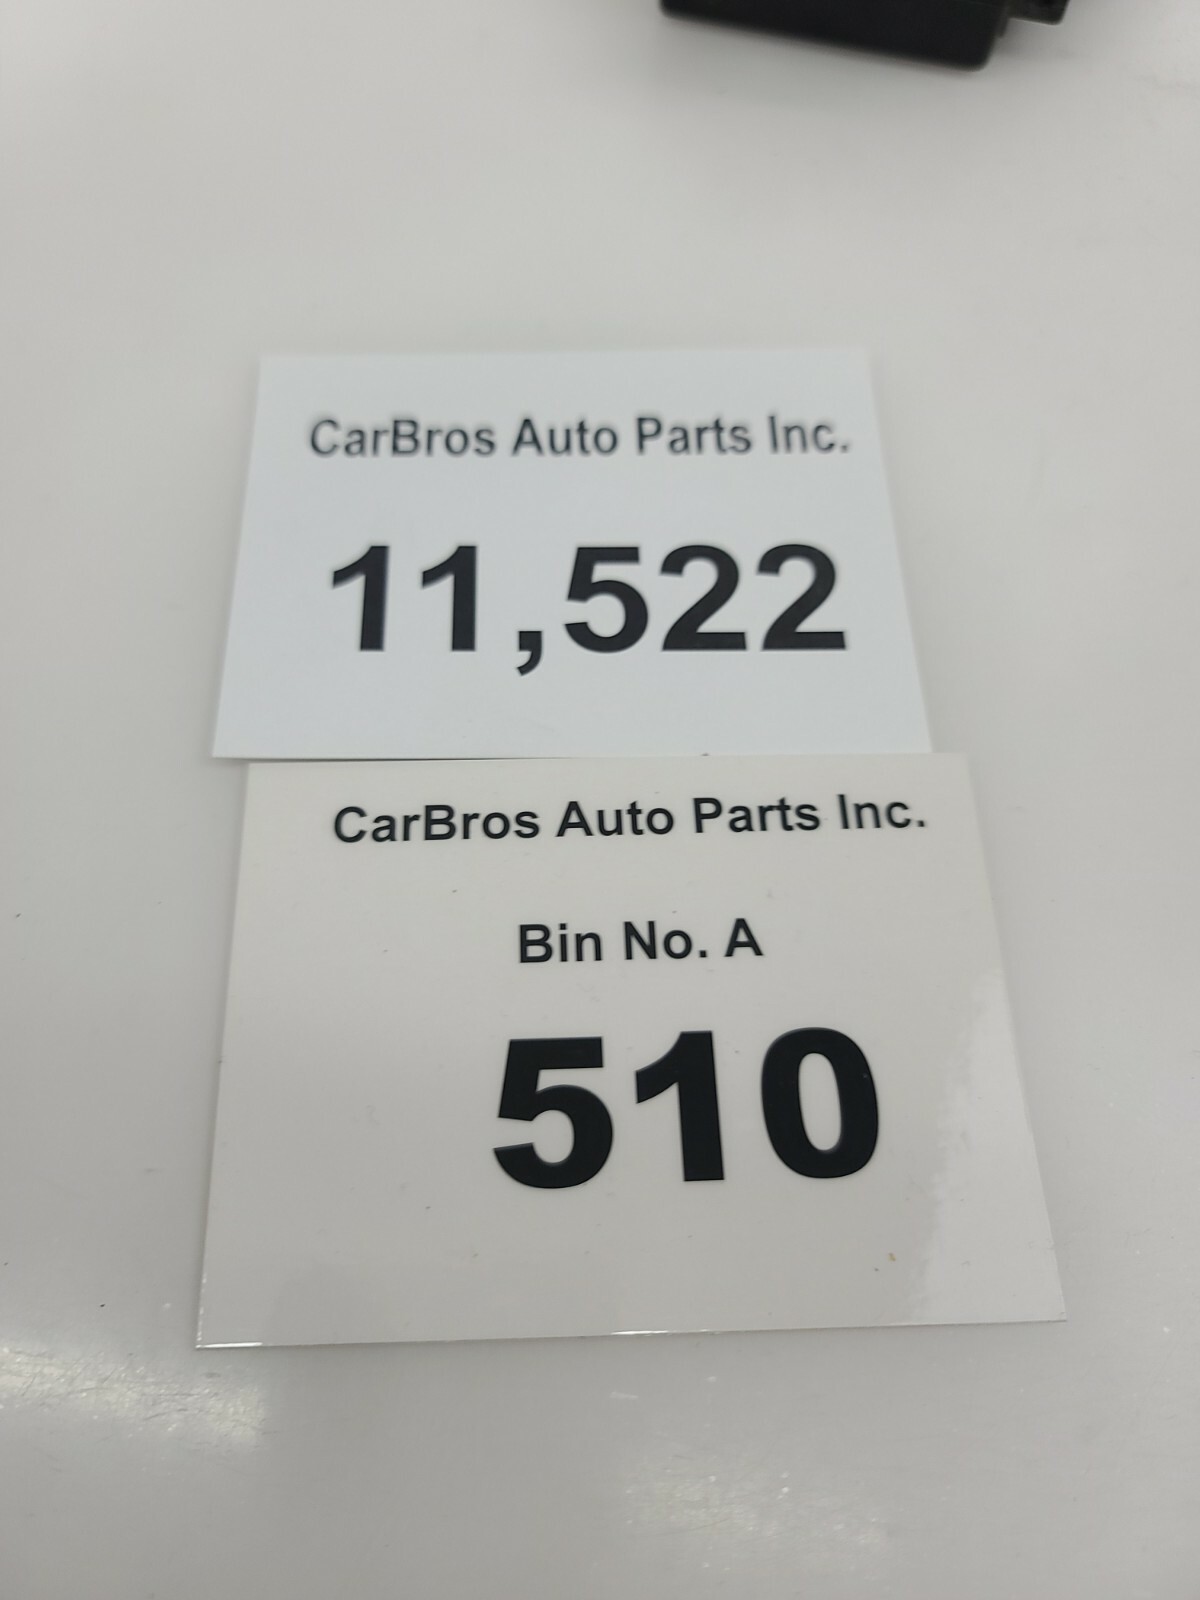 CarBros Auto Parts Inc.
11,522
CarBros Auto Parts Inc.
Bin No. A
510